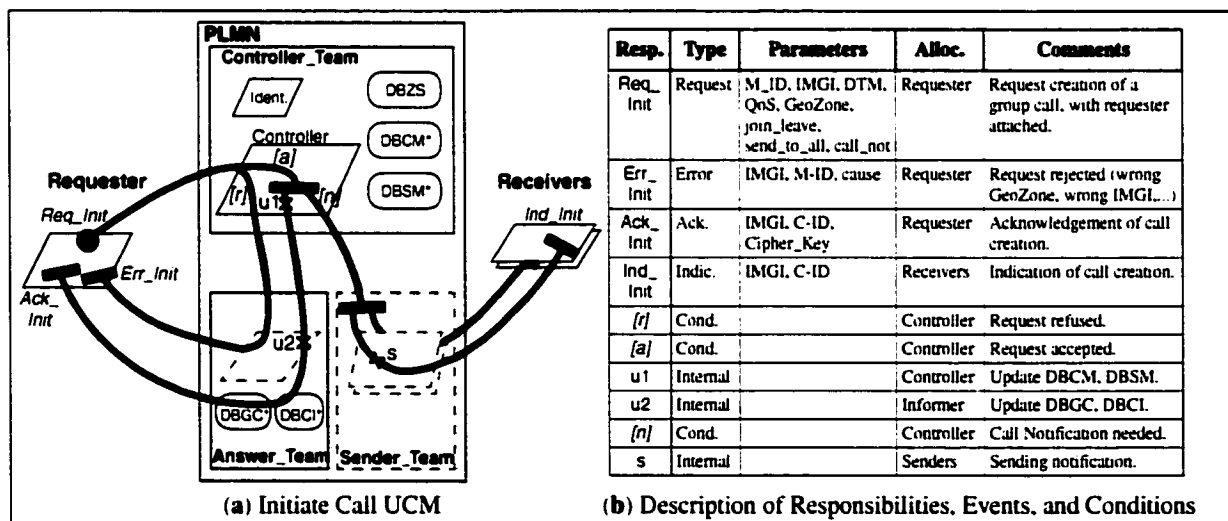 PLMN
Controller_Team
Ident.
DBZS
DBCM*
DBSM*
Controller
[a]
[r]
[n]
u1
Requester
Req_Init
Err_Init
Ack_
Init
Receivers
Ind_Init
u2
s
DBGC*
DBCI*
Answer_Team
Sender_Team
(a) Initiate Call UCM
Resp. Type Parameters Alloc. Comments
Req_ Request M_ID, IMGI, DTM, Requester Request creation of a
Init QoS, GeoZone, group call, with requester
join_leave, attached.
send_to_all, call_not
Err_ Error IMGI, M-ID, cause Requester Request rejected (wrong
Init GeoZone, wrong IMGI,...)
Ack_ Ack. IMGI, C-ID, Requester Acknowledgement of call
Init Cipher_Key creation.
Ind_ Indic. IMGI, C-ID Receivers Indication of call creation.
Init
[r] Cond. Controller Request refused.
[a] Cond. Controller Request accepted.
u1 Internal Controller Update DBCM, DBSM.
u2 Internal Informer Update DBGC, DBCI.
[n] Cond. Controller Call Notification needed.
s Internal Senders Sending notification.
(b) Description of Responsibilities, Events, and Conditions